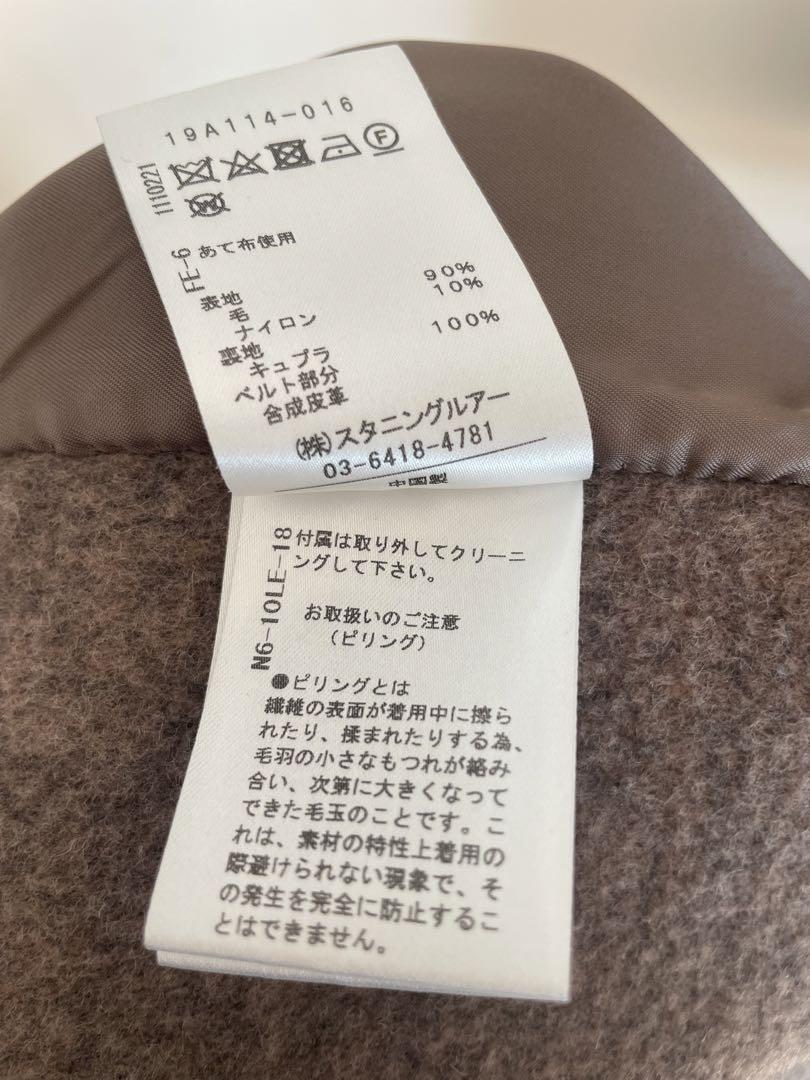 19A114-016
1110221
F
W
FE-6
あて布使用
表地
毛 90%
ナイロン 10%
裏地
キュプラ 100%
ベルト部分
合成皮革
(株)スタニングルアー
03-6418-4781
中国製
N6-10LE-18
付属は取り外してクリーニ
ングして下さい。
お取扱いのご注意
(ピリング)
●ピリングとは
繊維の表面が着用中に擦ら
れたり、揉まれたりする為、
毛羽の小さなもつれが絡み
合い、次第に大きくなって
できた毛玉のことです。こ
れは、素材の特性上着用の
際避けられない現象で、そ
の発生を完全に防止するこ
とはできません。